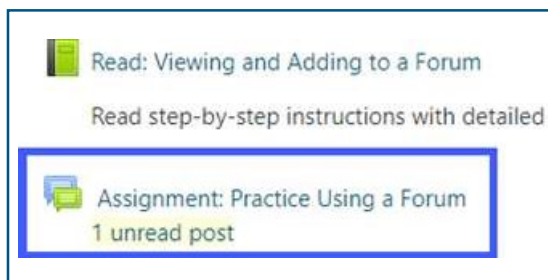 Read: Viewing and Adding to a Forum
Read step-by-step instructions with detailed
Assignment: Practice Using a Forum
1 unread post